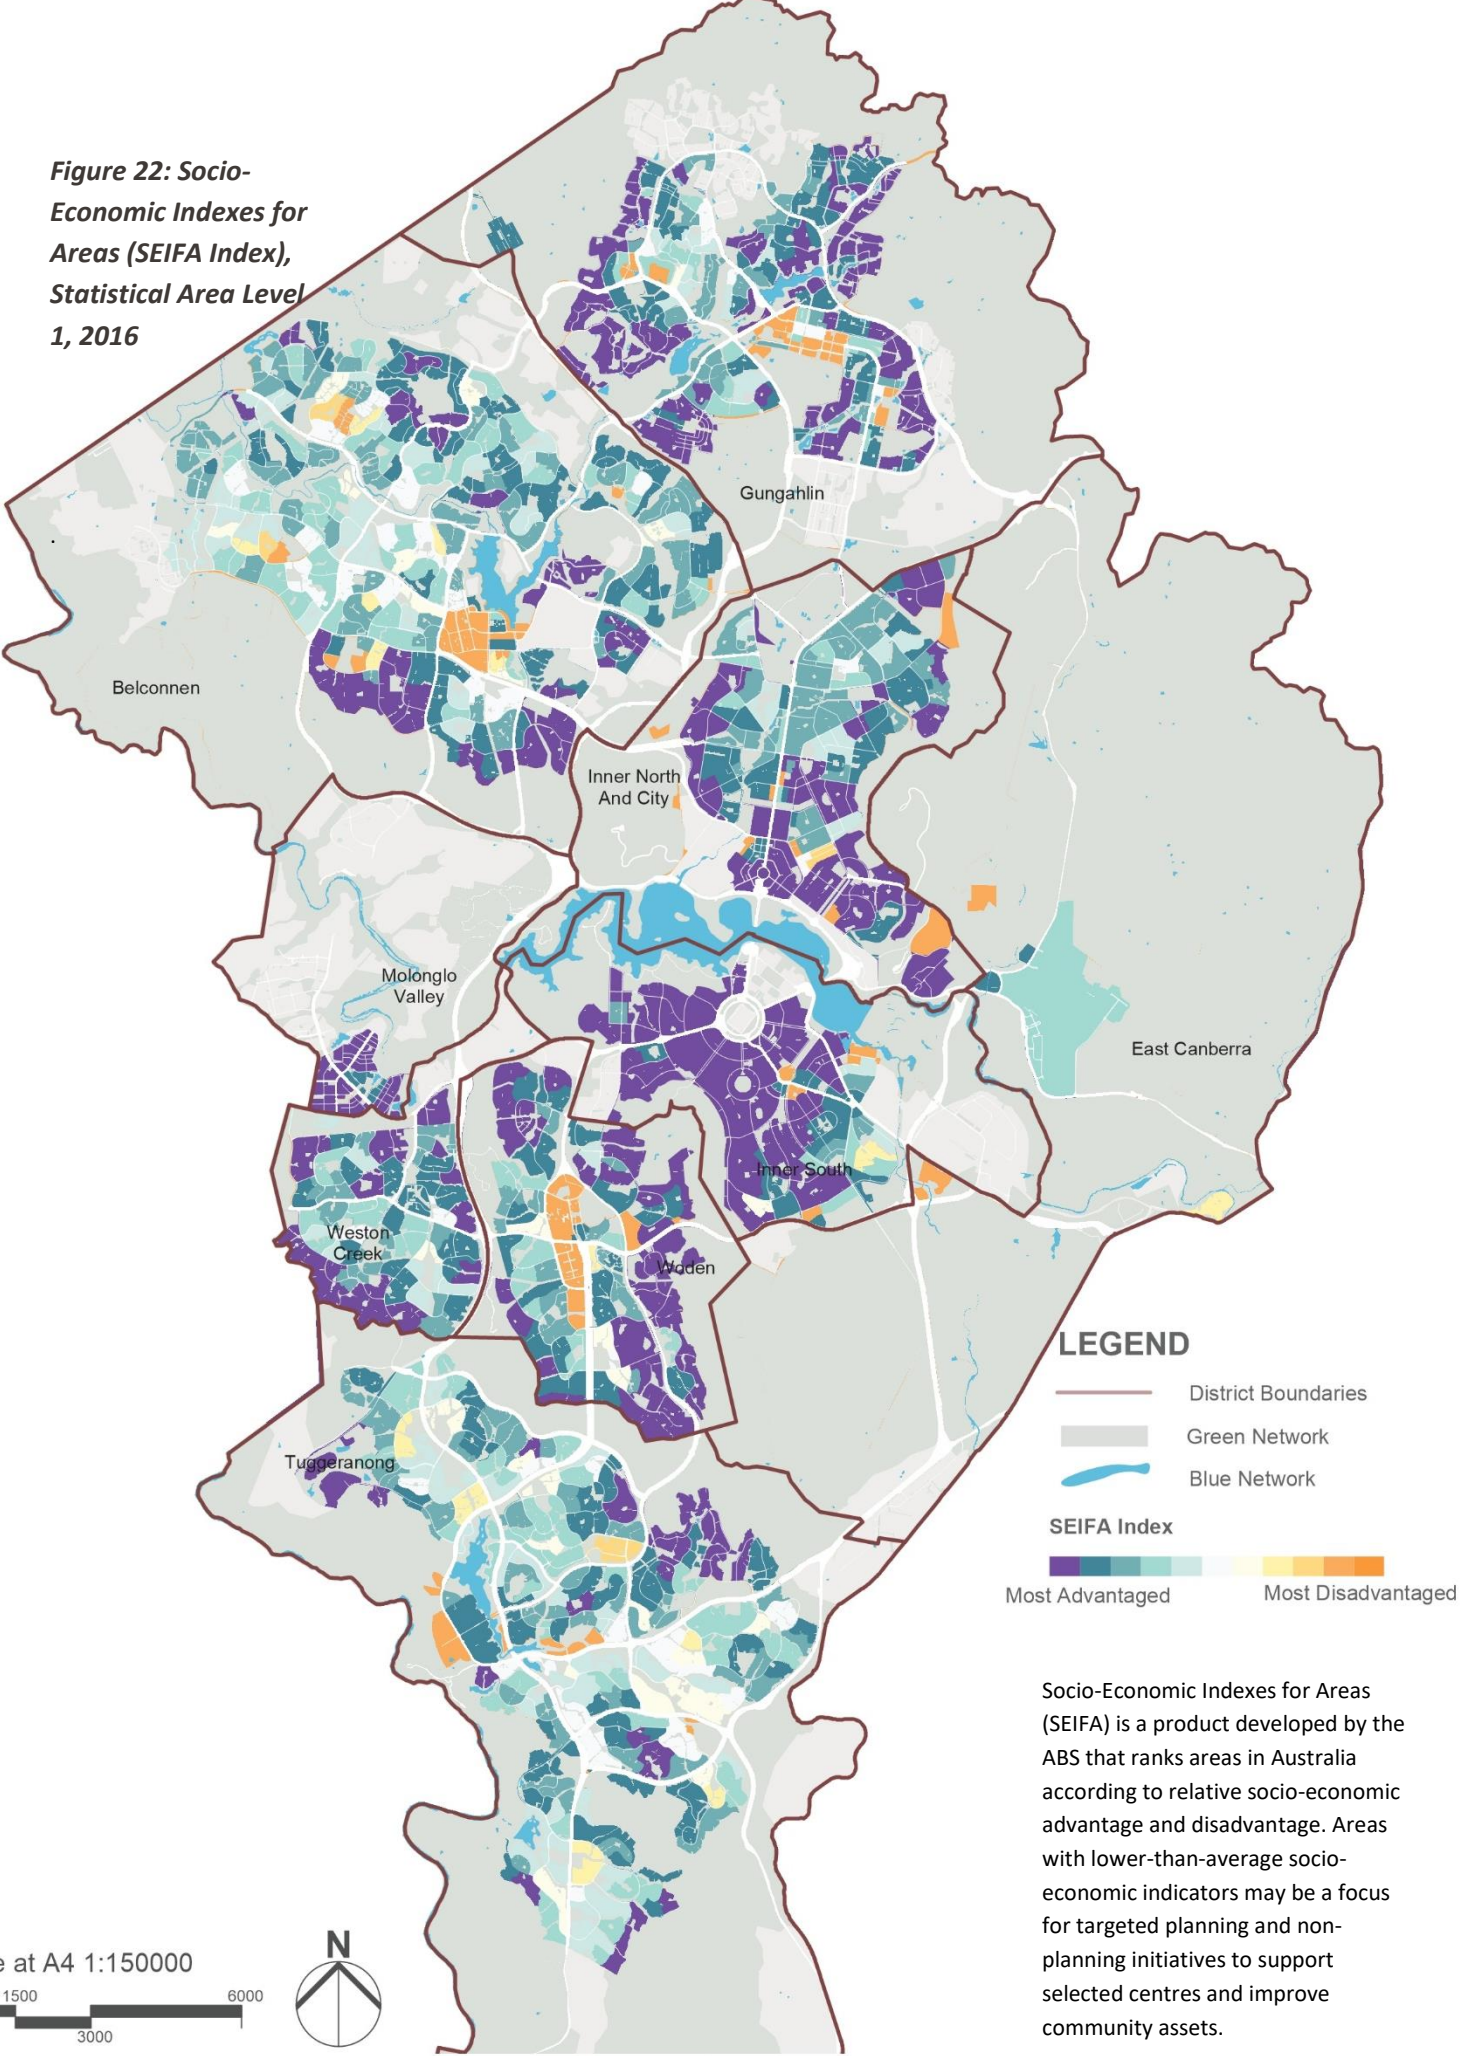 Figure 22: Socio-
Economic Indexes for
Areas (SEIFA Index),
Statistical Area Level
1, 2016
.
Gungahlin
Belconnen
Inner North
And City
Molonglo
Valley
East Canberra
Inner South
Weston
Creek
Woden
Tuggeranong
LEGEND
District Boundaries
Green Network
Blue Network
SEIFA Index
Most Advantaged
Most Disadvantaged
Socio-Economic Indexes for Areas
(SEIFA) is a product developed by the
ABS that ranks areas in Australia
according to relative socio-economic
advantage and disadvantage. Areas
with lower-than-average socio-
economic indicators may be a focus
for targeted planning and non-
planning initiatives to support
selected centres and improve
community assets.
e at A4 1:150000
1500
6000
3000
N